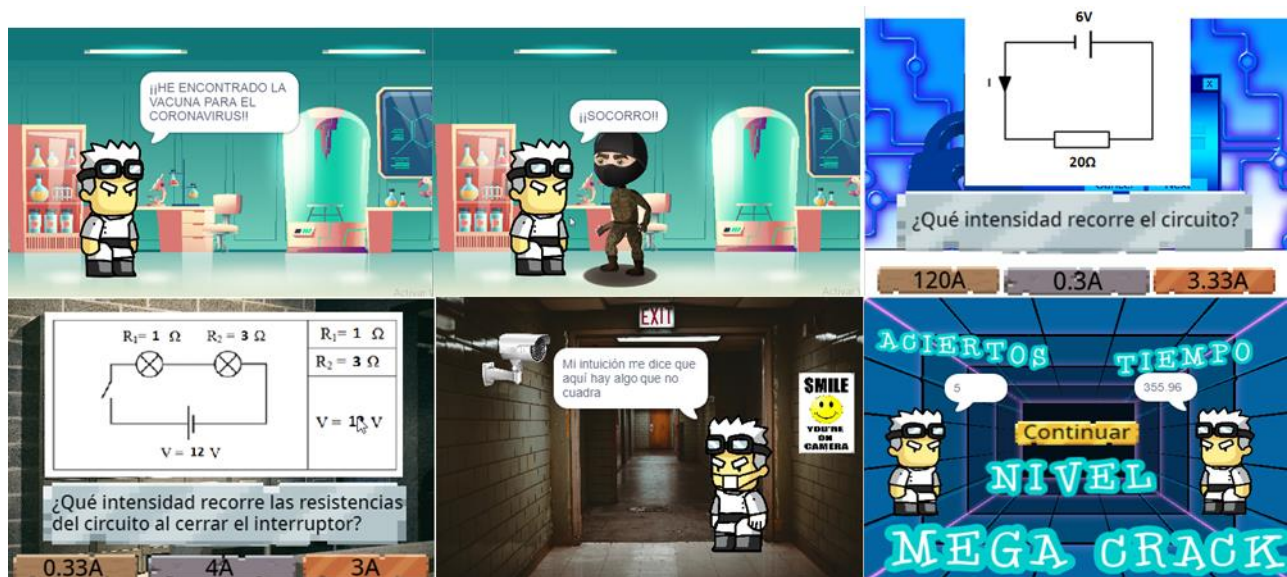 ¡¡HE ENCONTRADO LA
VACUNA PARA EL
CORONAVIRUS!!
¡¡SOCORRO!!
6V
I
20Ω
¿Qué intensidad recorre el circuito?
120A
0.3A
3.33A
R₁= 1 Ω
R₂ = 3 Ω
V = 12 V
R₁= 1 Ω
R₂ = 3 Ω
V = 1 V
¿Qué intensidad recorre las resistencias
del circuito al cerrar el interruptor?
0.33A
4A
3A
EXIT
Mi intuición me dice que
aquí hay algo que no
cuadra
SMILE
YOU'RE
ON
CAMERA
ACIERTOS
TIEMPO
5
355.96
Continuar
NIVEL
MEGA CRACK